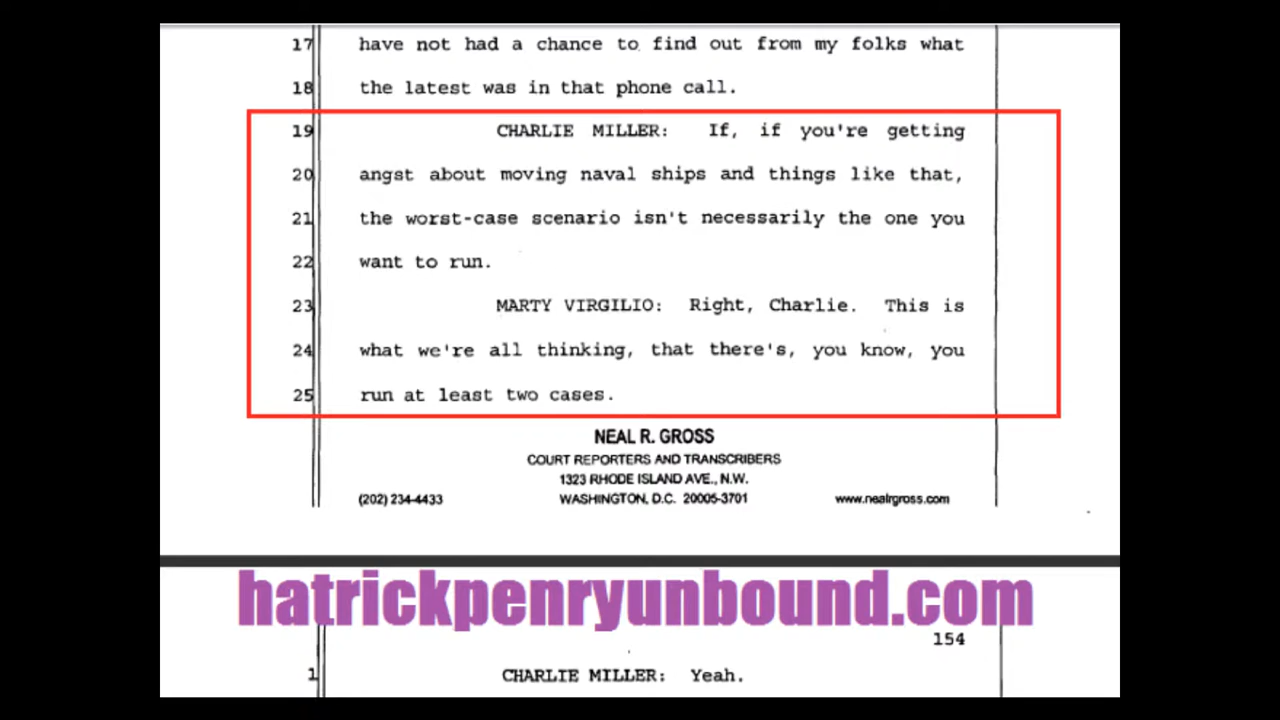 17 have not had a chance to find out from my folks what
18 the latest was in that phone call.
19 CHARLIE MILLER: If, if you're getting
20 angst about moving naval ships and things like that,
21 the worst-case scenario isn't necessarily the one you
22 want to run.
23 MARTY VIRGILIO: Right, Charlie. This is
24 what we're all thinking, that there's, you know, you
25 run at least two cases.
NEAL R. GROSS
COURT REPORTERS AND TRANSCRIBERS
1323 RHODE ISLAND AVE., N.W.
(202) 234-4433 WASHINGTON, D.C. 20005-3701 www.nealrgross.com
hatrickpenryunbound.com
154
1 CHARLIE MILLER: Yeah.